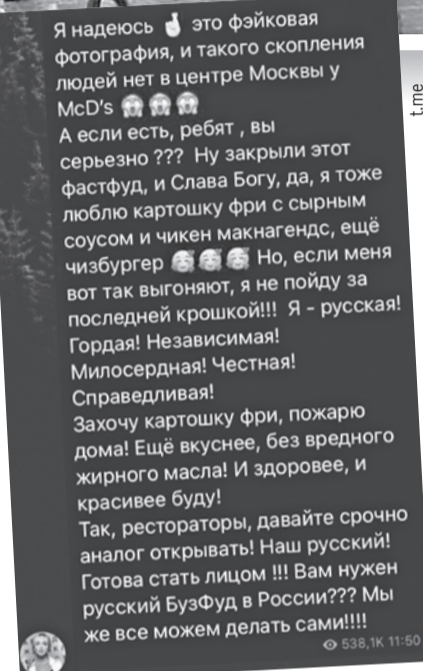 Я надеюсь 🤞 это фэйковая
фотография, и такого скопления
людей нет в центре Москвы у
McD's 😱😱😱
А если есть, ребят , вы
серьезно ??? Ну закрыли этот
фастфуд, и Слава Богу, да, я тоже
люблю картошку фри с сырным
соусом и чикен макнагендс, ещё
чизбургер 🥰🥰🥰 Но, если меня
вот так выгоняют, я не пойду за
последней крошкой!!! Я – русская!
Гордая! Независимая!
Милосердная! Честная!
Справедливая!
Захочу картошку фри, пожарю
дома! Ещё вкуснее, без вредного
жирного масла! И здоровее, и
красивее буду!
Так, рестораторы, давайте срочно
аналог открывать! Наш русский!
Готова стать лицом !!! Вам нужен
русский БузФуд в России??? Мы
же все можем делать сами!!!!
538,1K 11:50
t.me